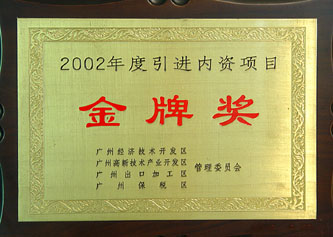 2002年度引进内资项目
金牌奖
广州经济技术开发区
广州高新技术产业开发区
广州出口加工区
广州保税区
管理委员会